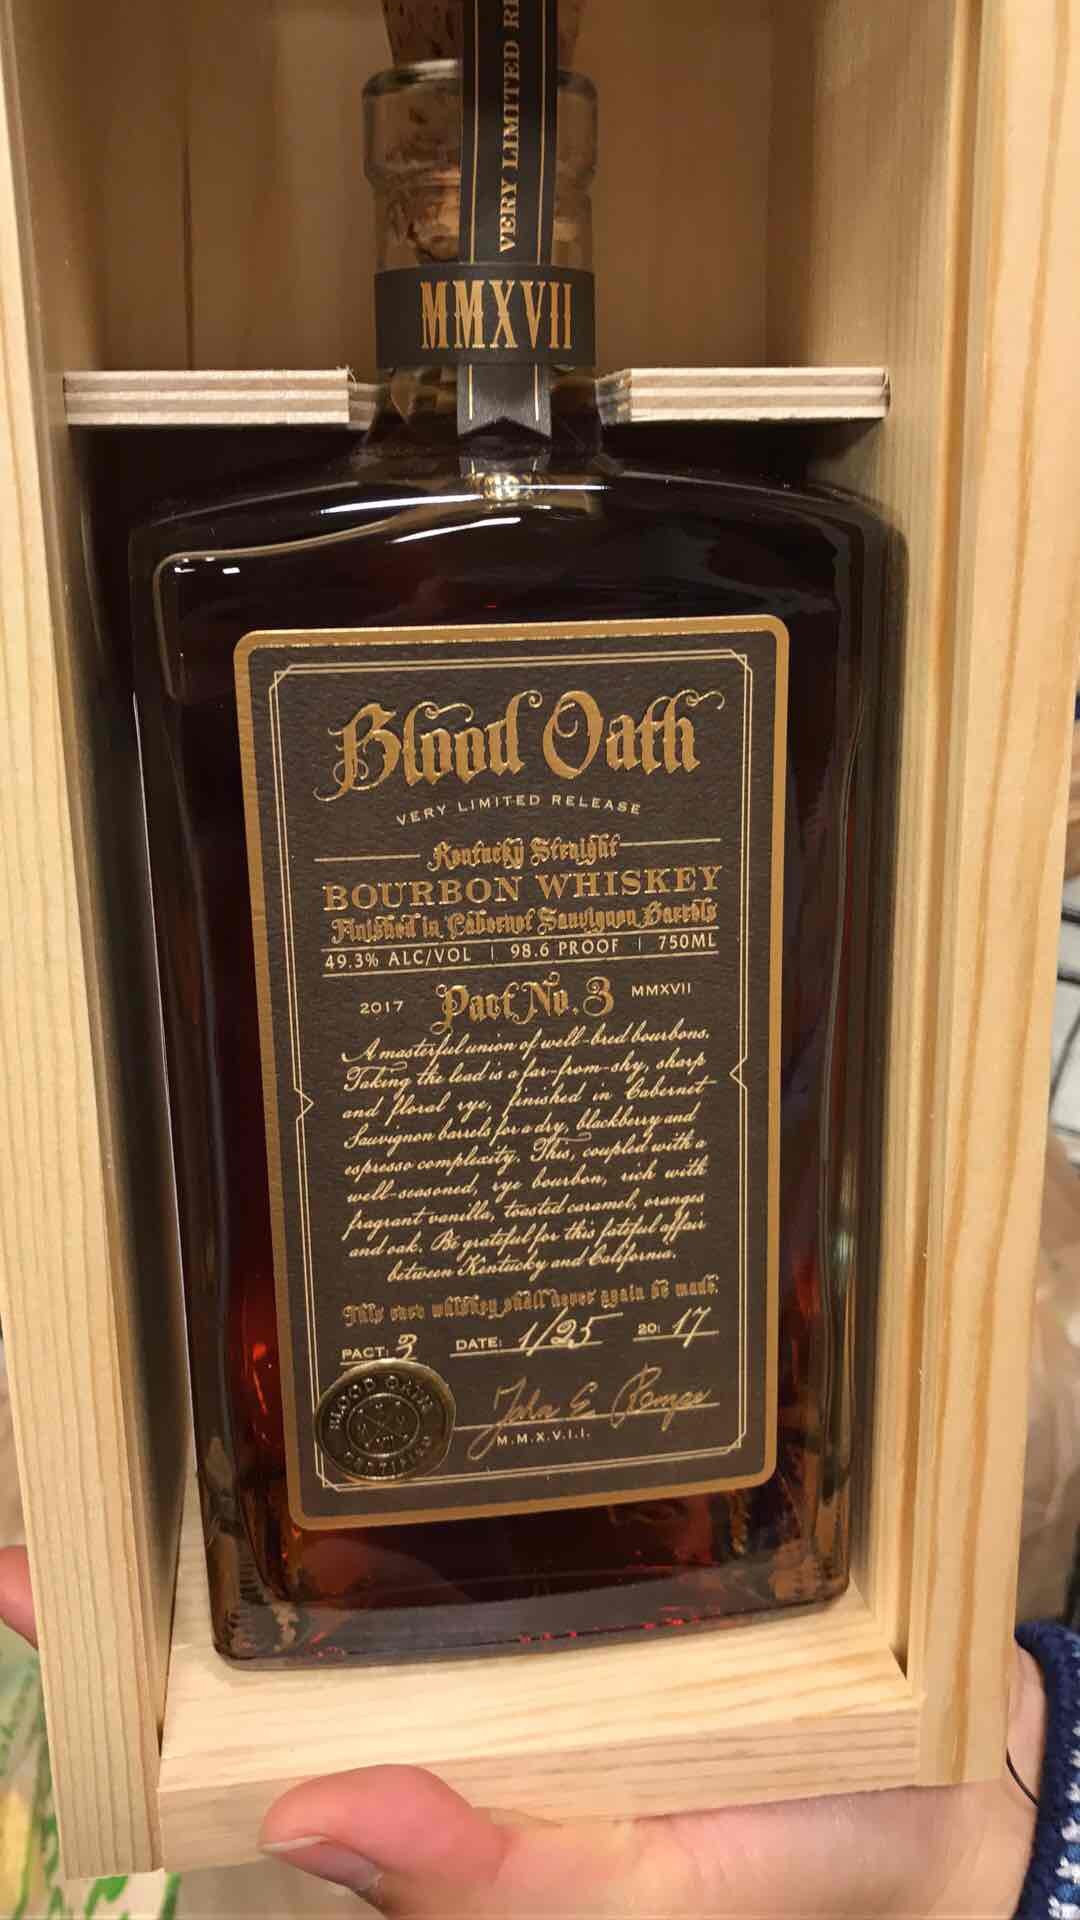 VERY LIMITED RE
MMXVII
Blood Oath
VERY LIMITED RELEASE
Kentucky Straight
BOURBON WHISKEY
Finished in Cabernet Sauvignon Barrels
49.3% ALC/VOL | 98.6 PROOF | 750ML
2017 Pact No. 3 MMXVII
A masterful union of well-bred bourbons.
Taking the lead is a far-from-shy, sharp
and floral rye, finished in Cabernet
Sauvignon barrels for a dry, blackberry and
espresso complexity. This, coupled with a
well-seasoned, rye bourbon, rich with
fragrant vanilla, toasted caramel, oranges
and oak. Be grateful for this fateful affair
between Kentucky and California.
This rare whiskey shall never again be made.
PACT: 3 DATE: 1/25 20: 17
John E Rempe
M.M.X.V.I.I.
BLOOD OATH
CERTIFIED